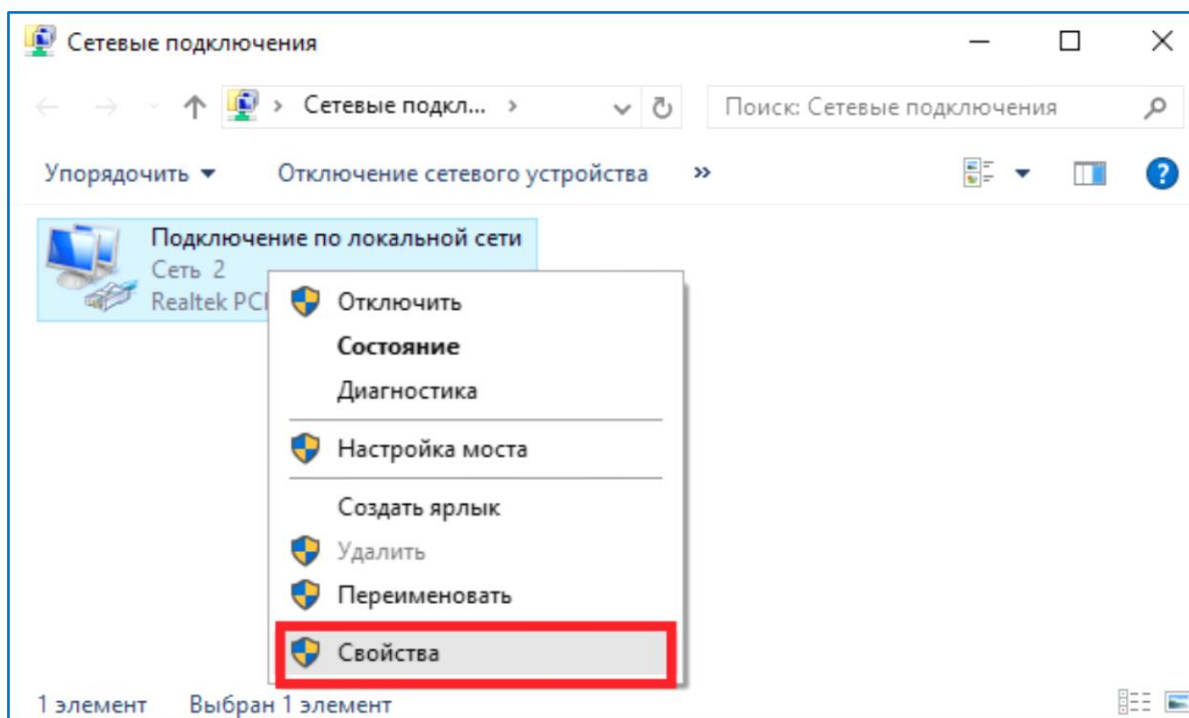 Сетевые подключения
Сетевые подкл...
Поиск: Сетевые подключения
Упорядочить
Отключение сетевого устройства
»
Подключение по локальной сети
Сеть 2
Realtek PCI
Отключить
Состояние
Диагностика
Настройка моста
Создать ярлык
Удалить
Переименовать
Свойства
1 элемент Выбран 1 элемент